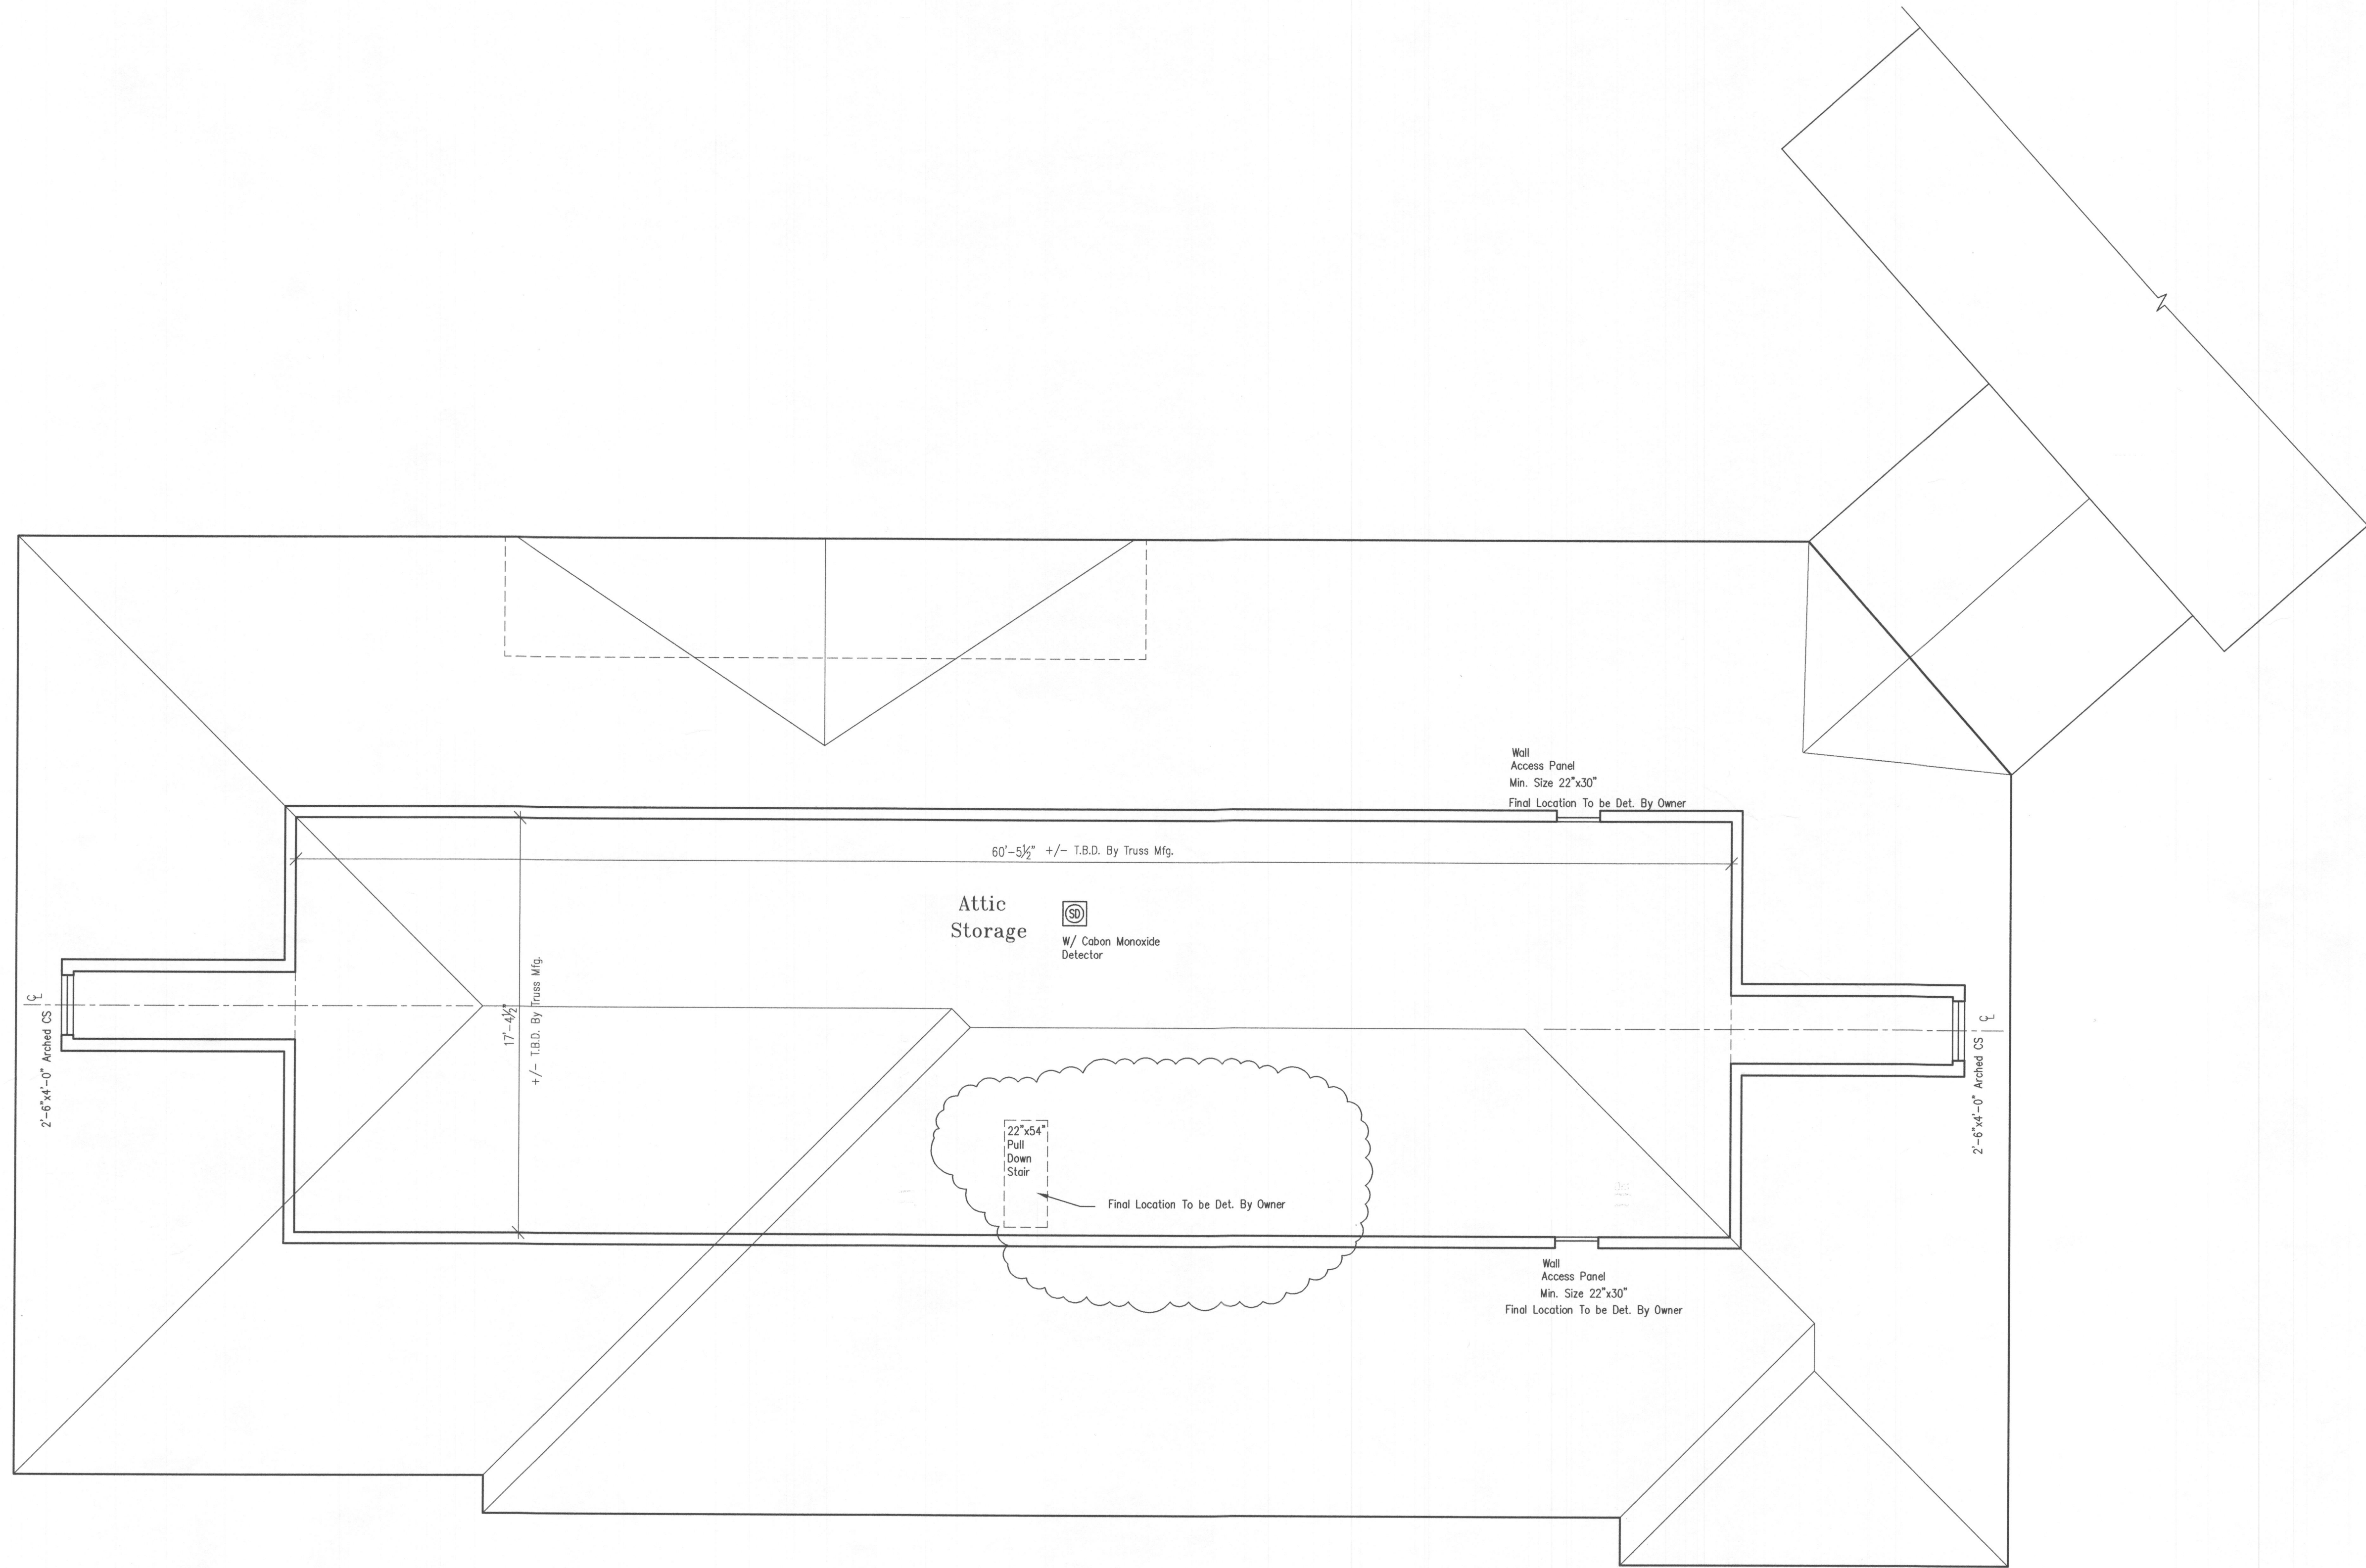 Wall
Access Panel
Min. Size 22"x30"
Final Location To be Det. By Owner
60'-5½" +/- T.B.D. By Truss Mfg.
Attic
Storage
SD
W/ Cabon Monoxide
Detector
17'-4½"
+/- T.B.D. By Truss Mfg.
CL
2'-6"x4'-0" Arched CS
CL
2'-6"x4'-0" Arched CS
22"x54"
Pull
Down
Stair
Final Location To be Det. By Owner
Wall
Access Panel
Min. Size 22"x30"
Final Location To be Det. By Owner